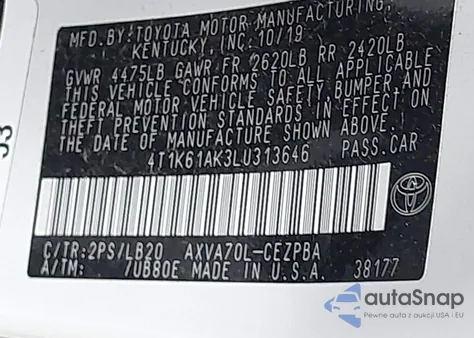 MFD.BY:TOYOTA MOTOR MANUFACTURING,
KENTUCKY, INC. 10/19
GVWR 4475LB GAWR FR 2620LB RR 2420LB
THIS VEHICLE CONFORMS TO ALL APPLICABLE
FEDERAL MOTOR VEHICLE SAFETY, BUMPER, AND
THEFT PREVENTION STANDARDS IN EFFECT ON
THE DATE OF MANUFACTURE SHOWN ABOVE.
4T1K61AK3LU313646 PASS.CAR
C/TR:2PS/LB20 AXVA70L-CEZPBA
A/TM: /UB80E MADE IN U.S.A. 38177
TOYOTA
autoSnap
Pewne auta z aukcji USA i EU